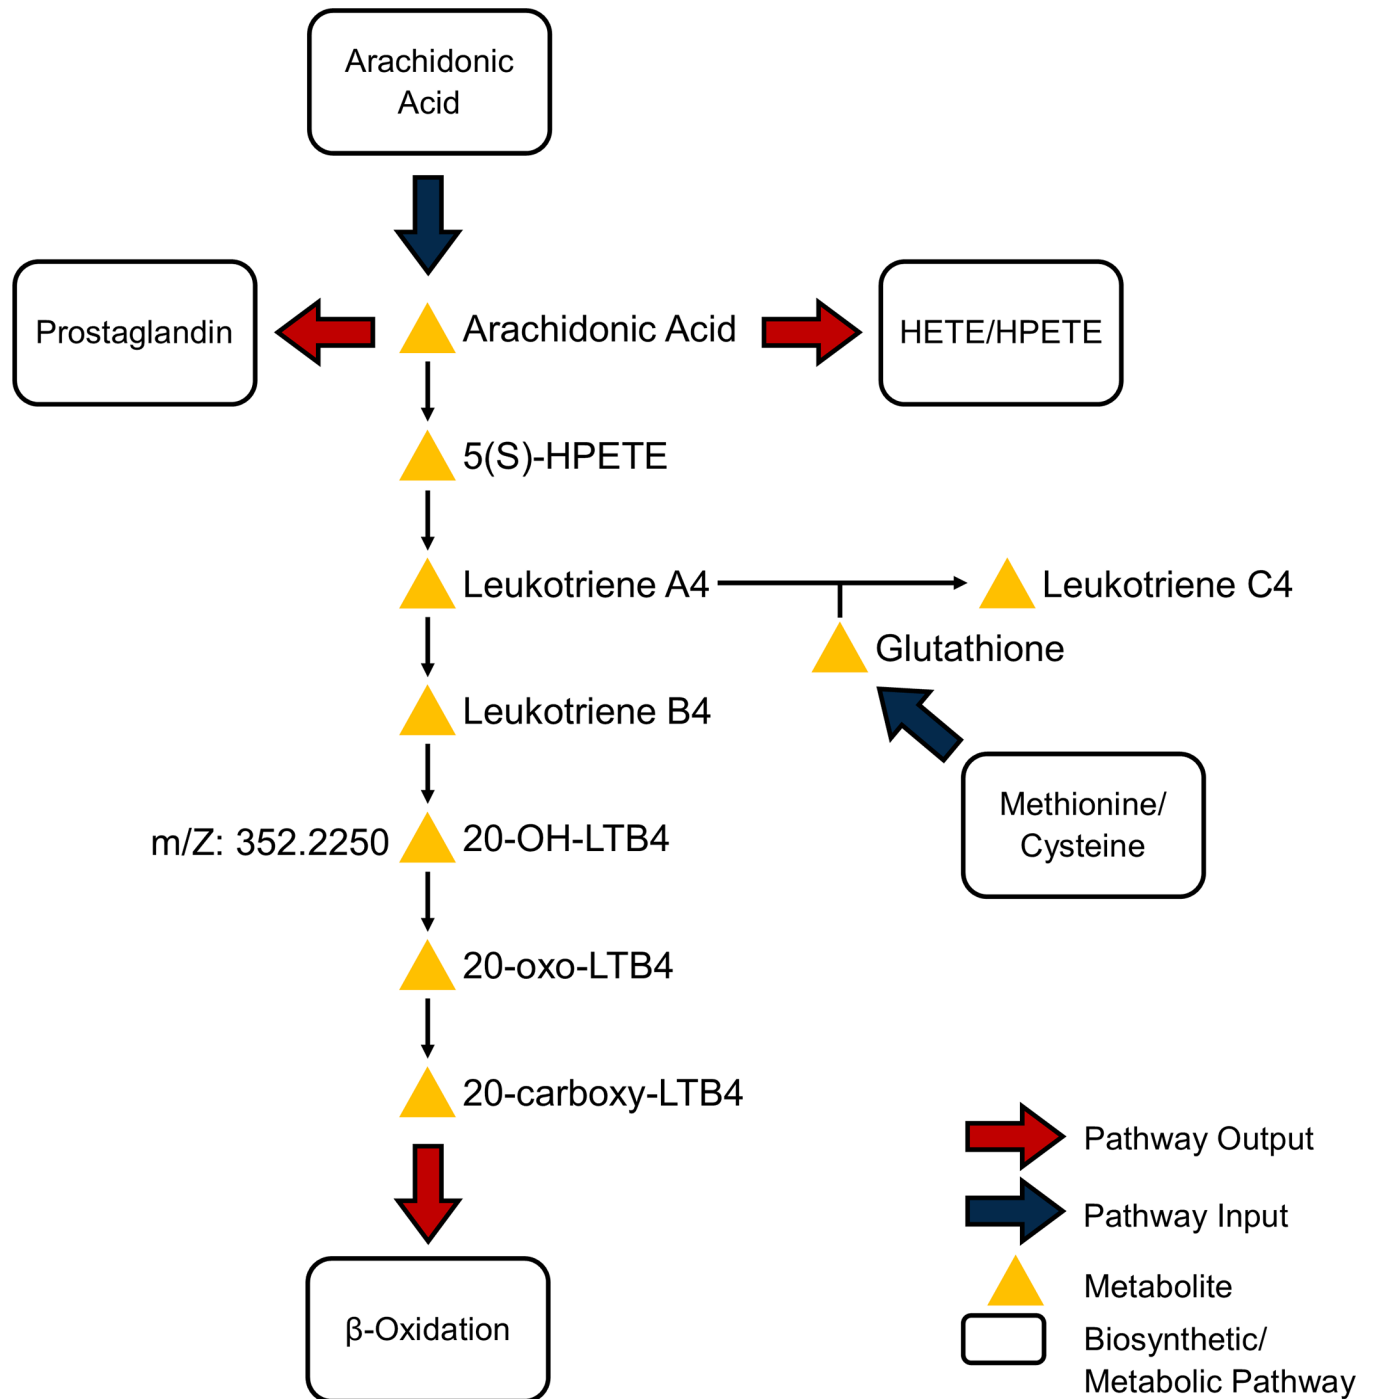 Arachidonic
Acid
Prostaglandin
Arachidonic Acid
HETE/HPETE
5(S)-HPETE
Leukotriene A4
Leukotriene C4
Glutathione
Leukotriene B4
Methionine/
Cysteine
m/Z: 352.2250
20-OH-LTB4
20-oxo-LTB4
20-carboxy-LTB4
β-Oxidation
Pathway Output
Pathway Input
Metabolite
Biosynthetic/
Metabolic Pathway